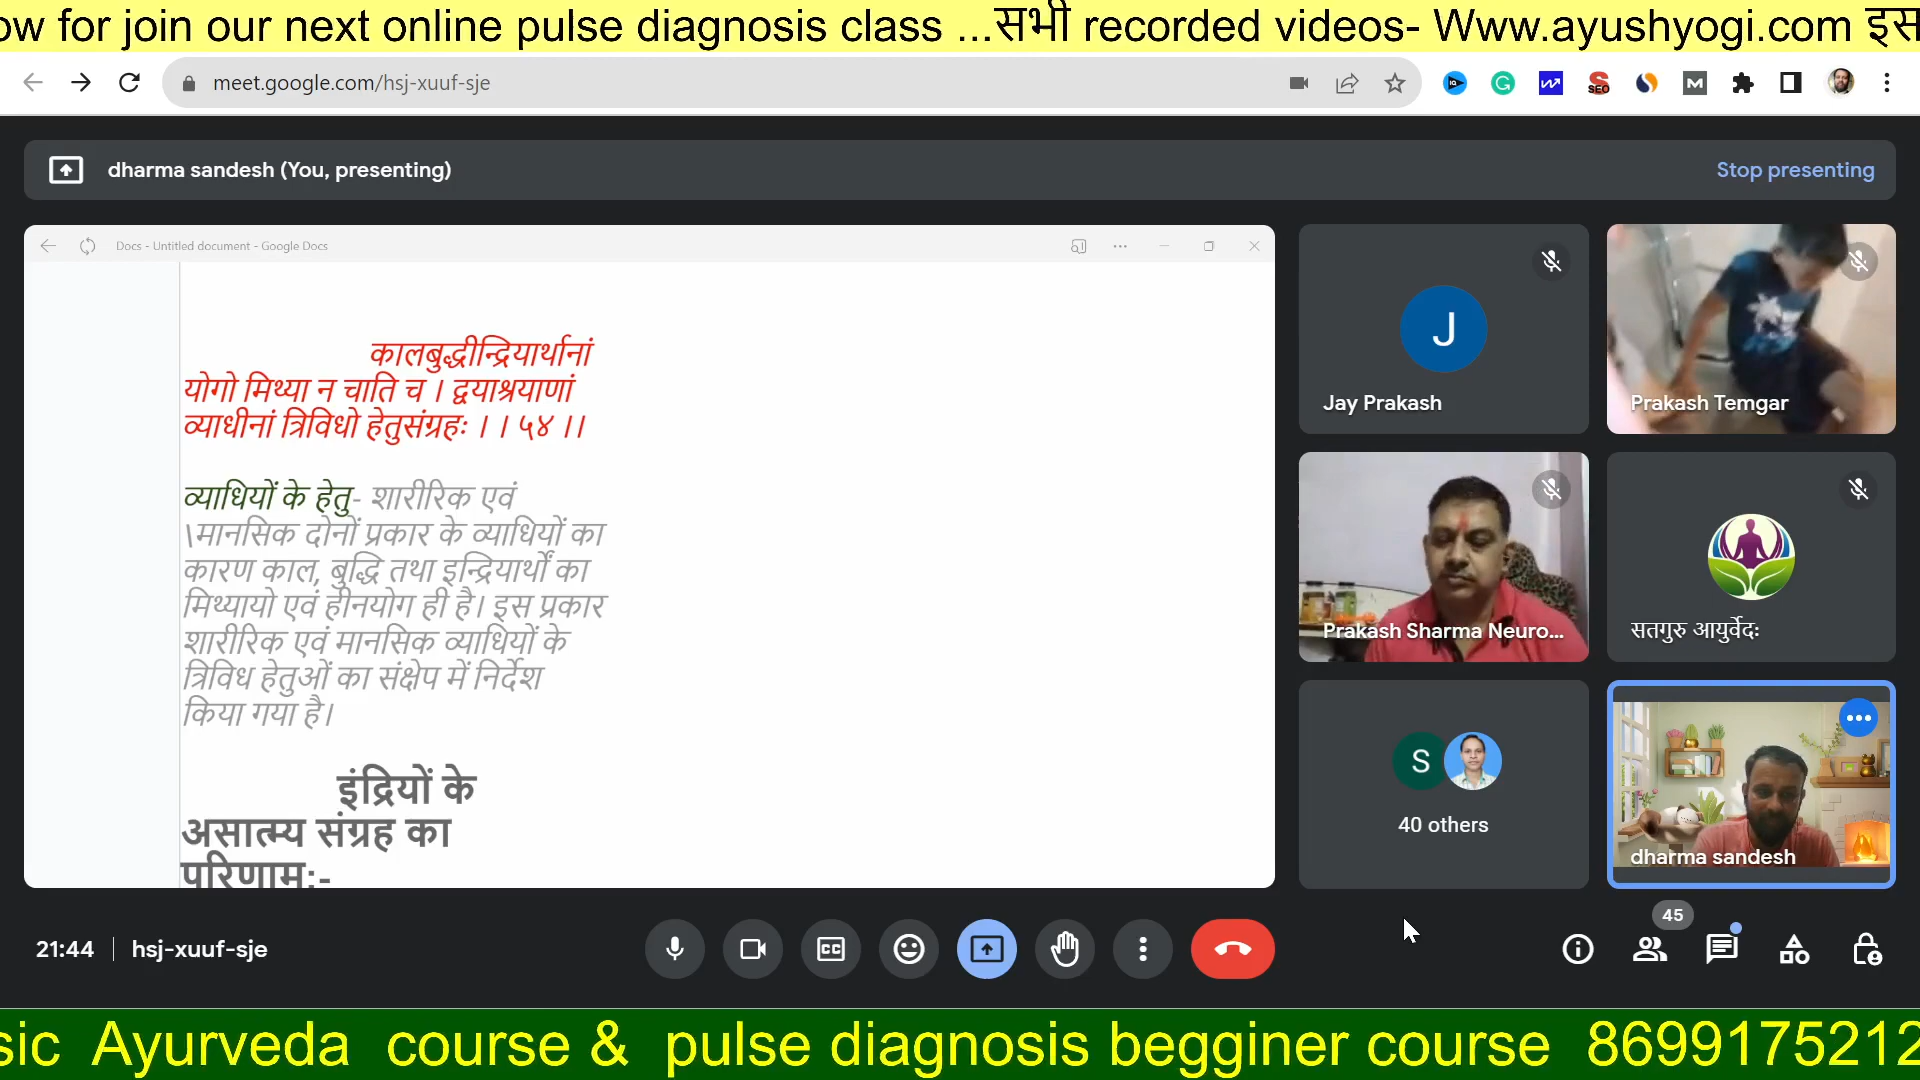 ow for join our next online pulse diagnosis class ...सभी recorded videos- Www.ayushyogi.com इस
meet.google.com/hsj-xuuf-sje
SEO
M
dharma sandesh (You, presenting)
Stop presenting
Docs - Untitled document - Google Docs
कालबुद्धीन्द्रियार्थानां
योगो मिथ्या न चाति च । द्वयाश्रयाणां
व्याधीनां त्रिविधो हेतुसंग्रहः । । ५४ ।।
व्याधियों के हेतु- शारीरिक एवं
\मानसिक दोनों प्रकार के व्याधियों का
कारण काल, बुद्धि तथा इन्द्रियार्थों का
मिथ्यायो एवं हीनयोग ही है। इस प्रकार
शारीरिक एवं मानसिक व्याधियों के
त्रिविध हेतुओं का संक्षेप में निर्देश
किया गया है।
इंद्रियों के
असात्म्य संग्रह का
परिणाम:-
J
Jay Prakash
Prakash Temgar
Prakash Sharma Neuro...
सतगुरु आयुर्वेदः
S
40 others
dharma sandesh
21:44 | hsj-xuuf-sje
CC
45
sic Ayurveda course & pulse diagnosis begginer course 8699175212